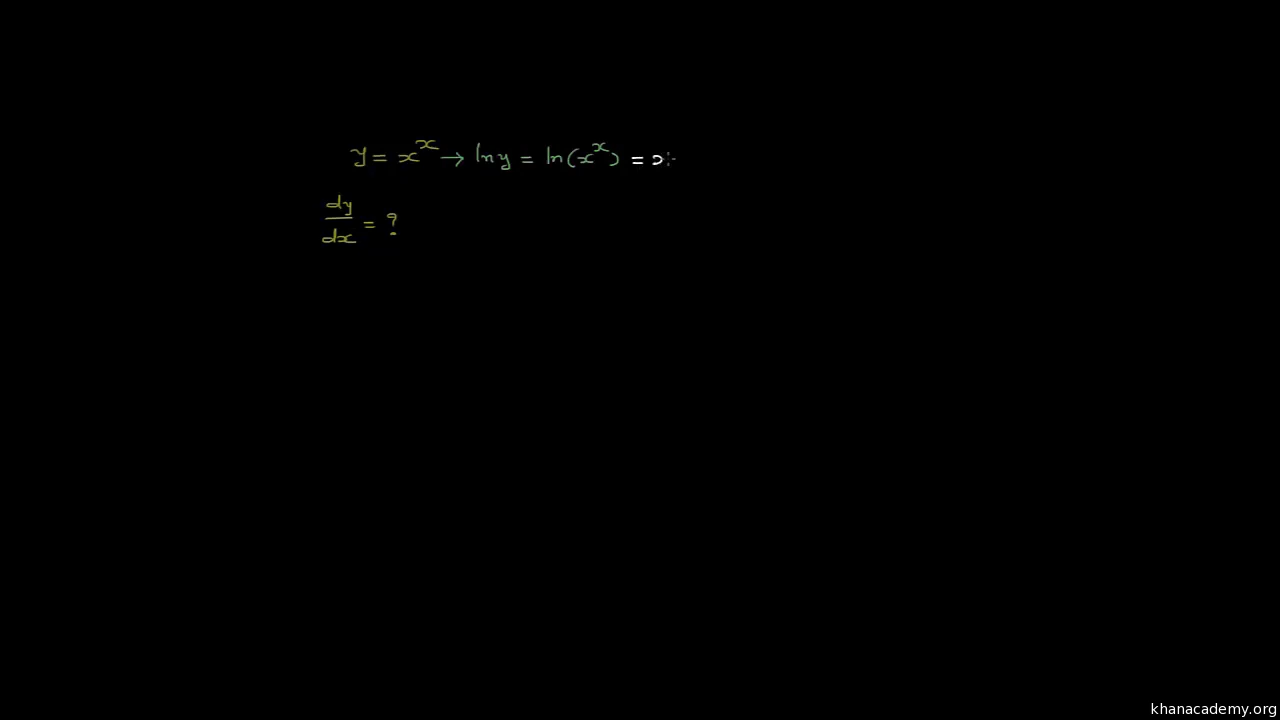 y = x^x → ln y = ln(x^x) = x
dy/dx = ?
khanacademy.org